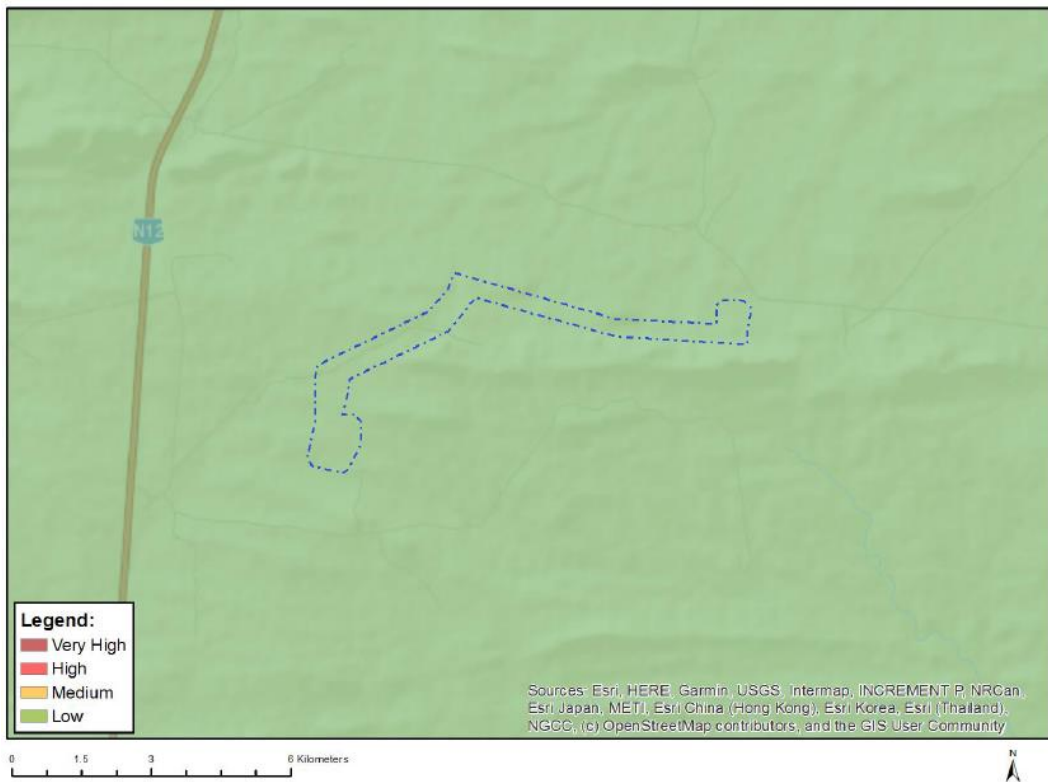 N12
Legend:
Very High
High
Medium
Low
Sources: Esri, HERE, Garmin, USGS, Intermap, INCREMENT P, NRCan,
Esri Japan, METI, Esri China (Hong Kong), Esri Korea, Esri (Thailand),
NGCC, (c) OpenStreetMap contributors, and the GIS User Community
0 1.5 3 6 Kilometers
N